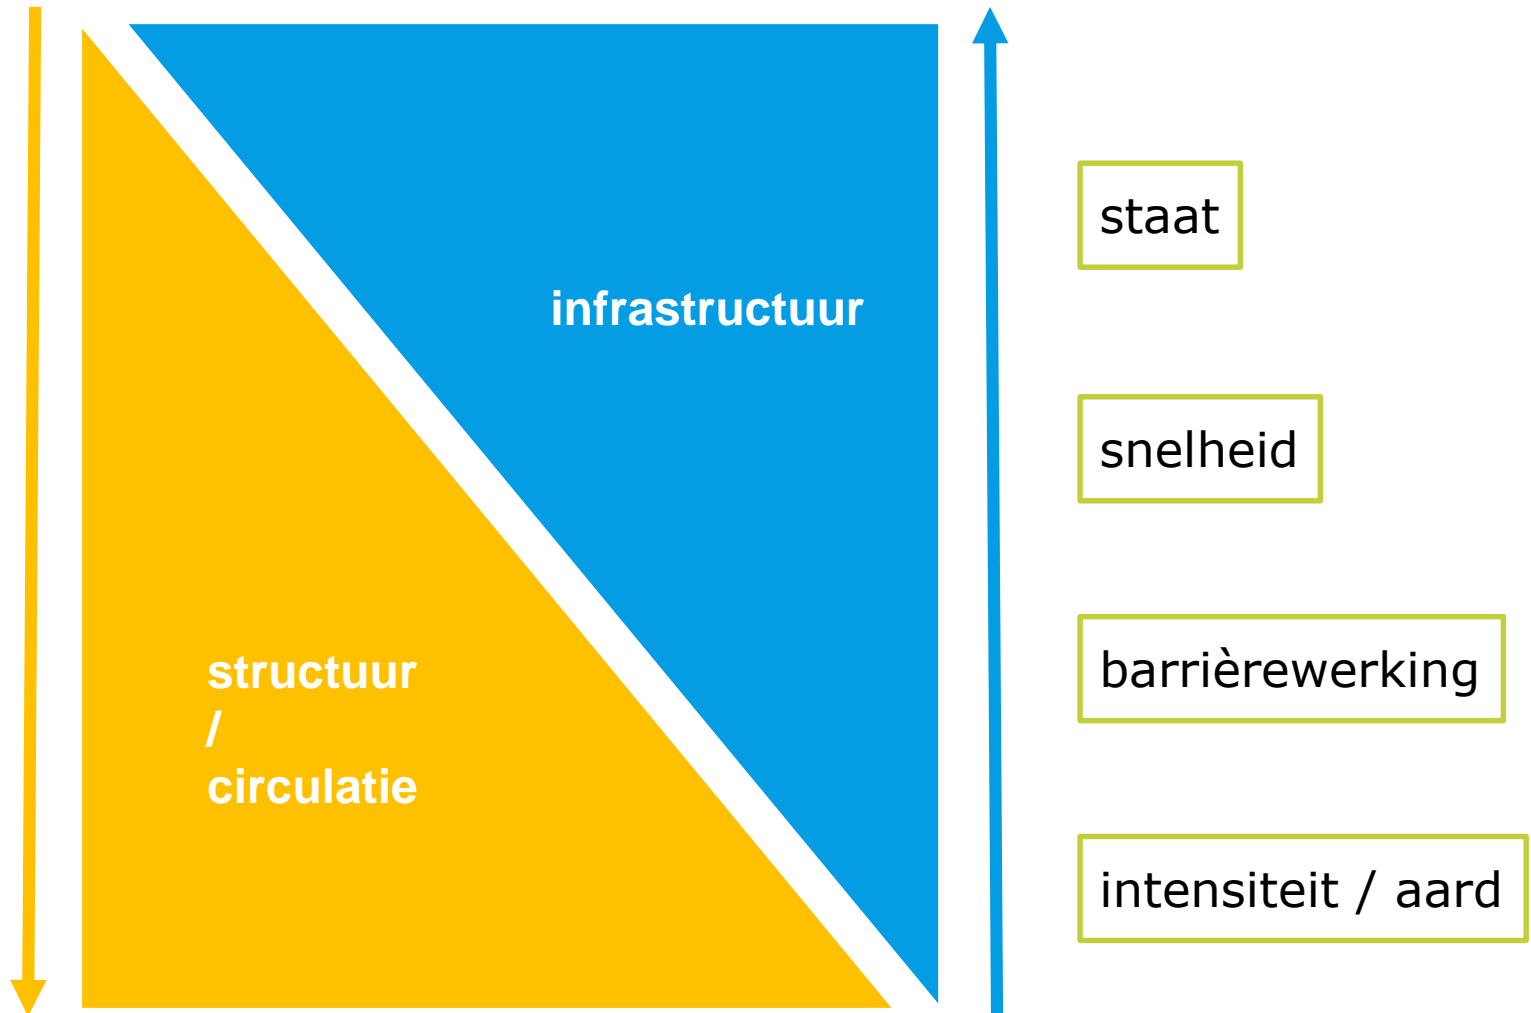 staat
infrastructuur
snelheid
structuur
/
circulatie
barrièrewerking
intensiteit / aard